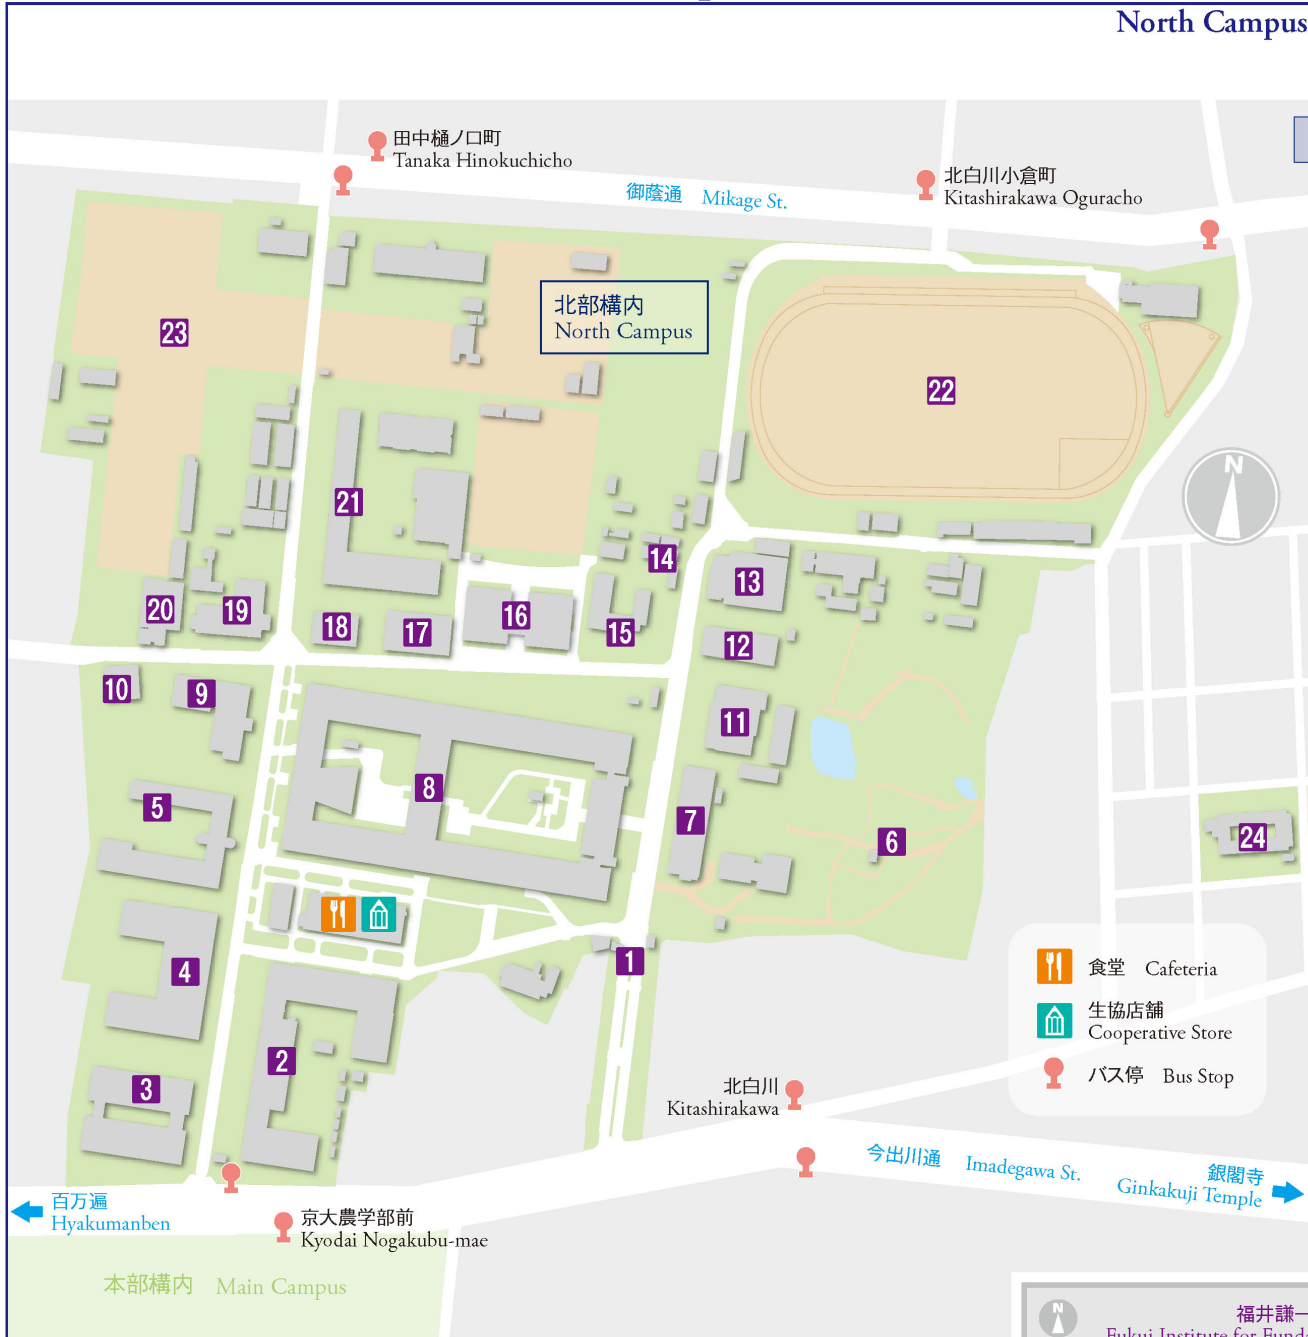 North Campus
田中樋ノ口町
Tanaka Hinokuchicho
北白川小倉町
Kitashirakawa Oguracho
御蔭通 Mikage St.
北部構内
North Campus
23
22
N
21
14
13
20
19
18
17
16
15
12
10
9
11
8
5
7
6
24
4
1
食堂 Cafeteria
生協店舗
Cooperative Store
バス停 Bus Stop
2
3
北白川
Kitashirakawa
今出川通 Imadegawa St.
銀閣寺
Ginkakuji Temple
百万遍
Hyakumanben
京大農学部前
Kyodai Nogakubu-mae
本部構内 Main Campus
N
福井謙一
Fukui Institute for Funda